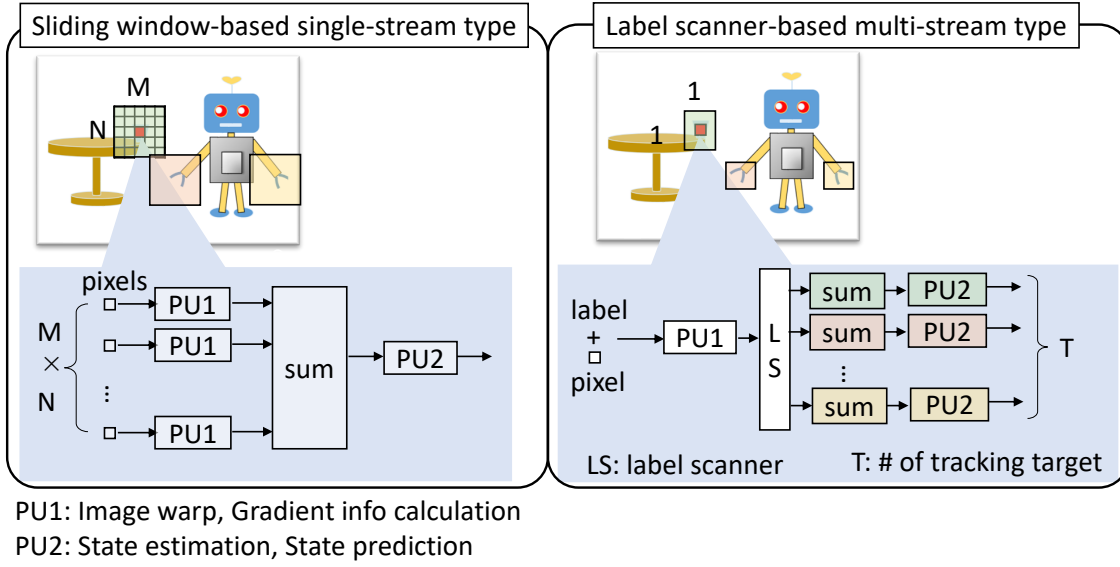 Sliding window-based single-stream type
M
N
pixels
M
×
N
PU1
PU1
⋮
PU1
sum
PU2
Label scanner-based multi-stream type
1
1
label
+
pixel
PU1
L
S
sum
PU2
sum
PU2
⋮
sum
PU2
T
LS: label scanner
T: # of tracking target
PU1: Image warp, Gradient info calculation
PU2: State estimation, State prediction